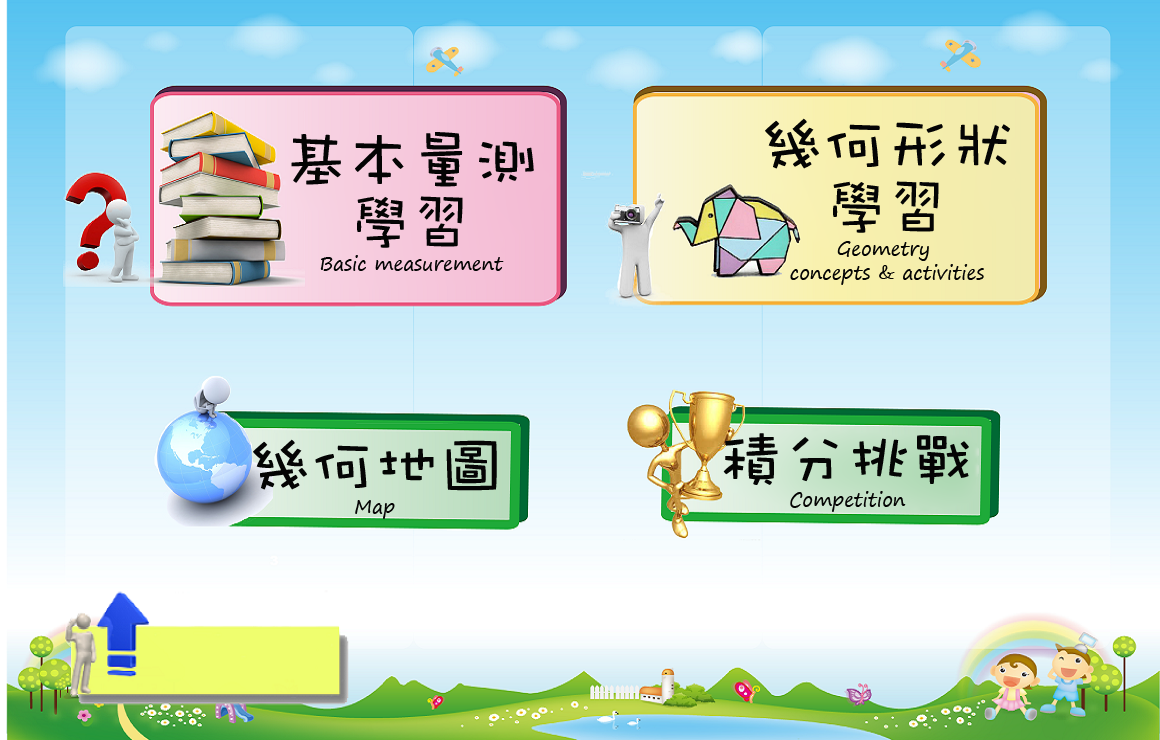 基本量測
學習
Basic measurement
幾何形狀
學習
Geometry
concepts & activities
幾何地圖
Map
積分挑戰
Competition